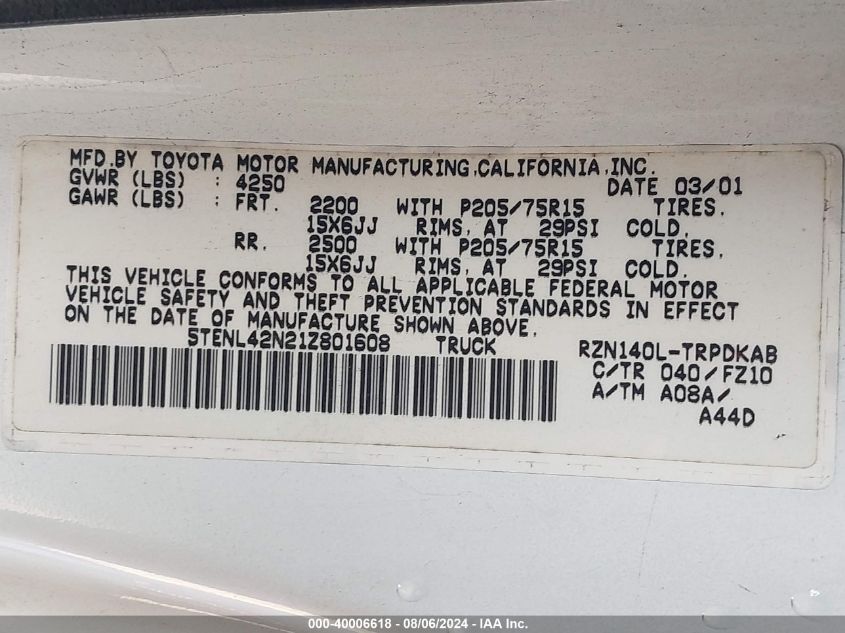 MFD.BY TOYOTA MOTOR MANUFACTURING,CALIFORNIA,INC.
GVWR (LBS) : 4250 DATE 03/01
GAWR (LBS) : FRT. 2200 WITH P205/75R15 TIRES,
15X6JJ RIMS, AT 29PSI COLD.
RR. 2500 WITH P205/75R15 TIRES,
15X6JJ RIMS, AT 29PSI COLD.
THIS VEHICLE CONFORMS TO ALL APPLICABLE FEDERAL MOTOR
VEHICLE SAFETY AND THEFT PREVENTION STANDARDS IN EFFECT
ON THE DATE OF MANUFACTURE SHOWN ABOVE.
5TENL42N21Z801608 TRUCK RZN140L-TRPDKAB
C/TR 040/FZ10
A/TM A08A/
A44D
000-40006618 - 08/06/2024 - IAA Inc.